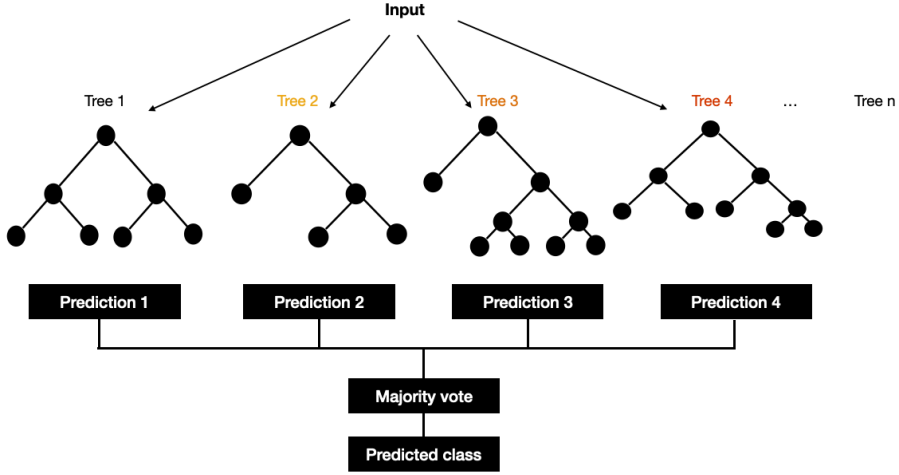 Input
Tree 1
Tree 2
Tree 3
Tree 4
...
Tree n
Prediction 1
Prediction 2
Prediction 3
Prediction 4
Majority vote
Predicted class